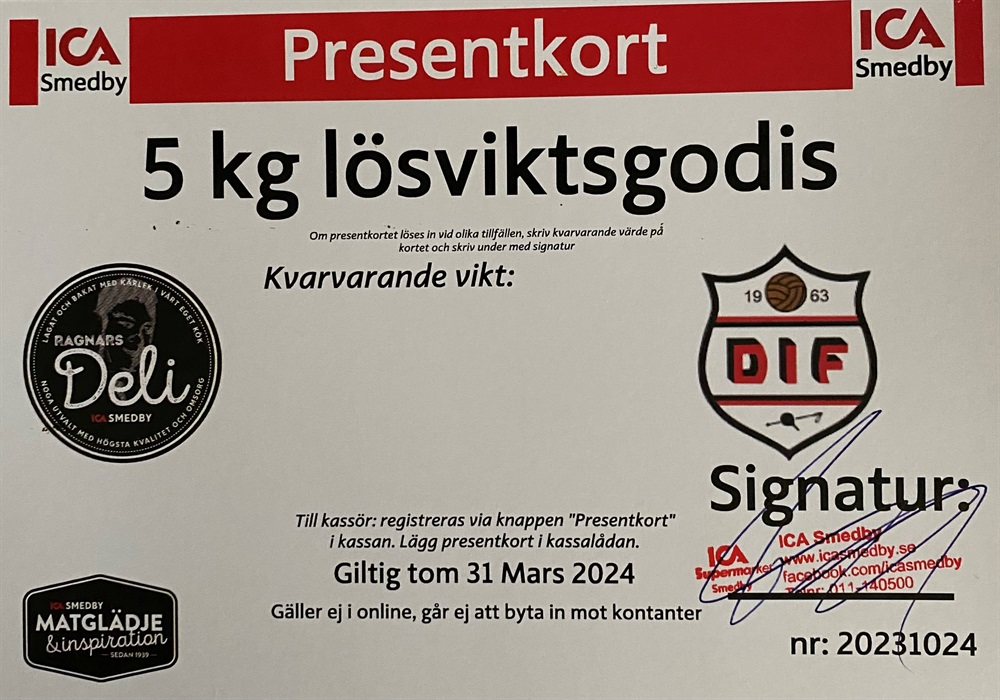 ICA
Smedby
Presentkort
ICA
Smedby
5 kg lösviktsgodis
Om presentkortet löses in vid olika tillfällen, skriv kvarvarande värde på
kortet och skriv under med signatur
Kvarvarande vikt:
LAGAT OCH BAKAT MED KÄRLEK I VÅRT EGET KÖK
RAGNARS
Deli
ICA SMEDBY
NOGA UTVALT MED HÖGSTA KVALITET OCH OMSORG
1963
DIF
Signatur:
Till kassör: registreras via knappen "Presentkort"
i kassan. Lägg presentkort i kassalådan.
Giltig tom 31 Mars 2024
Gäller ej i online, går ej att byta in mot kontanter
ICA
Supermarket
Smedby
ICA Smedby
www.icasmedby.se
facebook.com/icasmedby
Telnr: 011-140500
ICA SMEDBY
MATGLÄDJE
& inspiration
SEDAN 1939
nr: 20231024